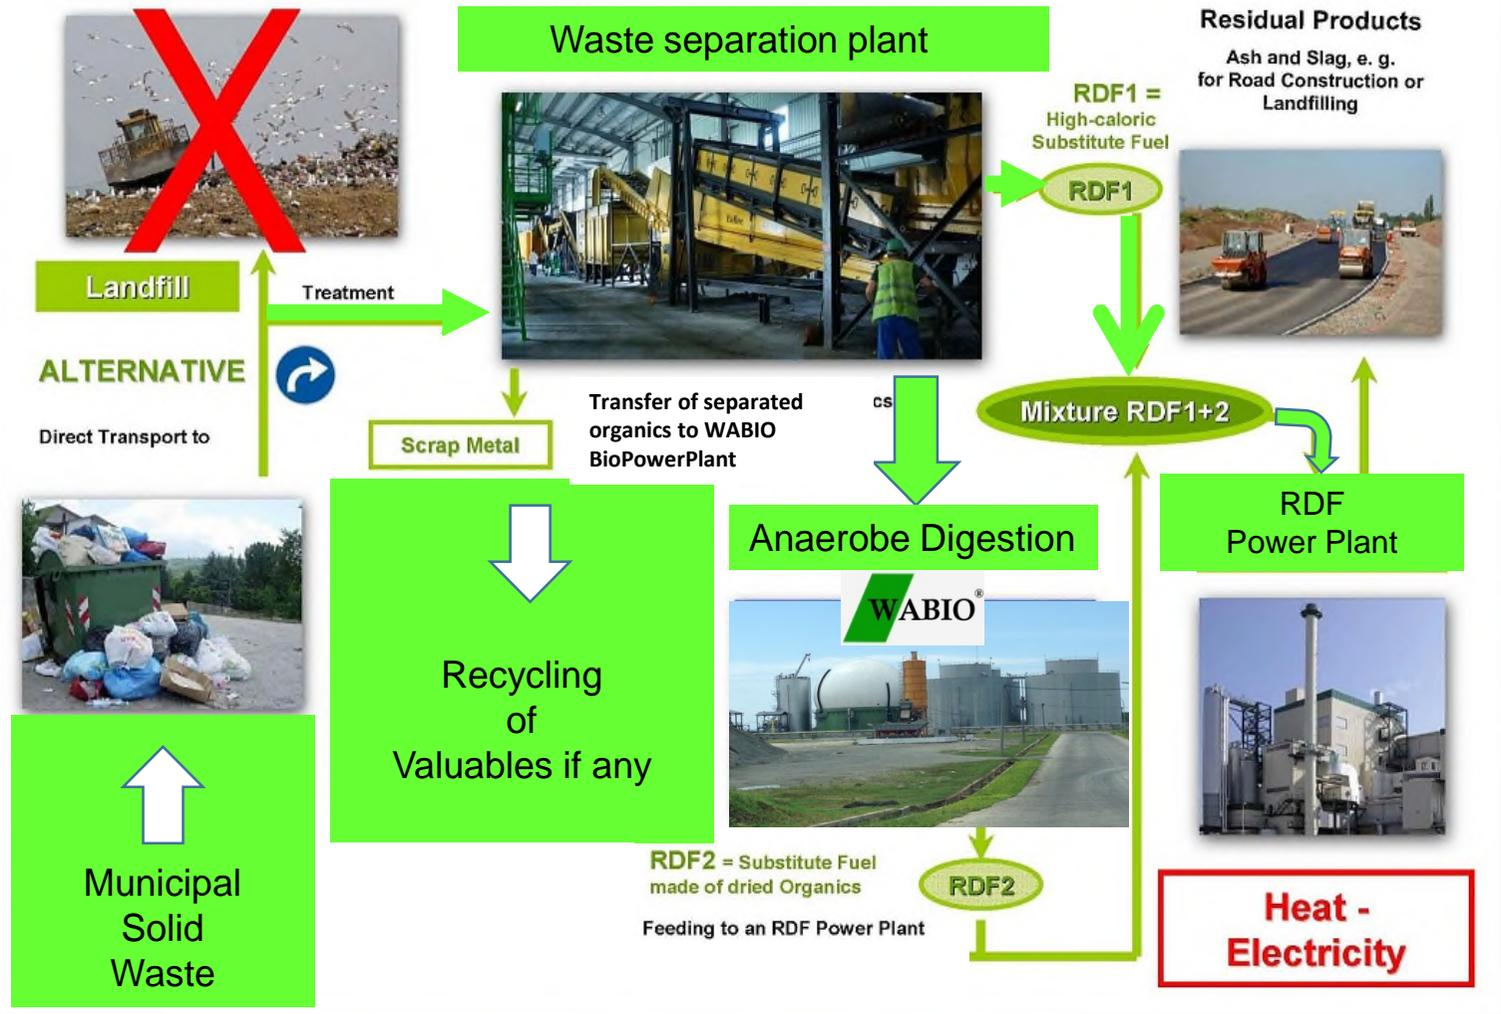 Waste separation plant
Residual Products
Ash and Slag, e. g.
for Road Construction or
Landfilling
RDF1 =
High-caloric
Substitute Fuel
RDF1
Landfill
Treatment
ALTERNATIVE
Direct Transport to
Scrap Metal
Transfer of separated
organics to WABIO
BioPowerPlant
cs
Mixture RDF1+2
RDF
Power Plant
Anaerobe Digestion
WABIO®
Recycling
of
Valuables if any
Municipal
Solid
Waste
RDF2 = Substitute Fuel
made of dried Organics
RDF2
Feeding to an RDF Power Plant
Heat -
Electricity